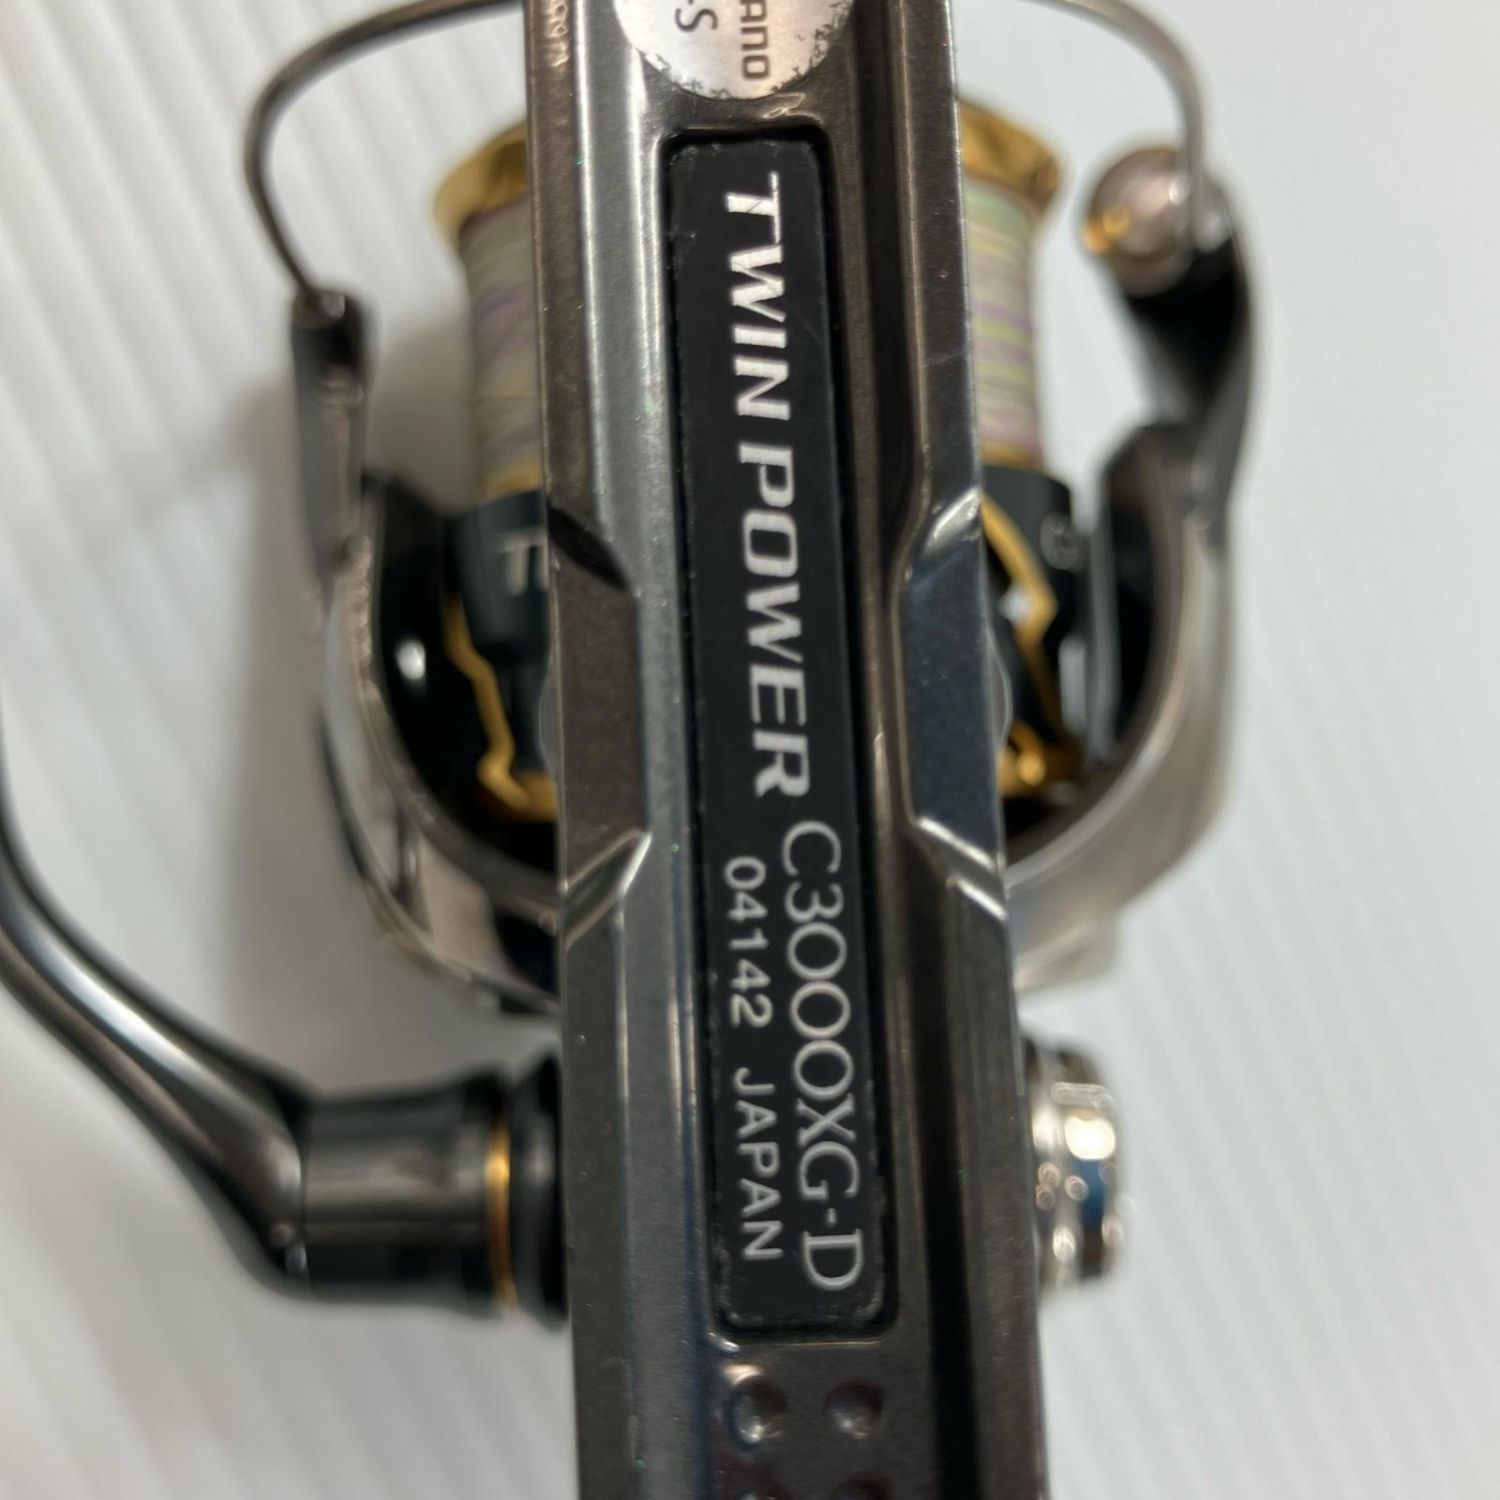 TWIN POWER C3000XG-D
04142 JAPAN